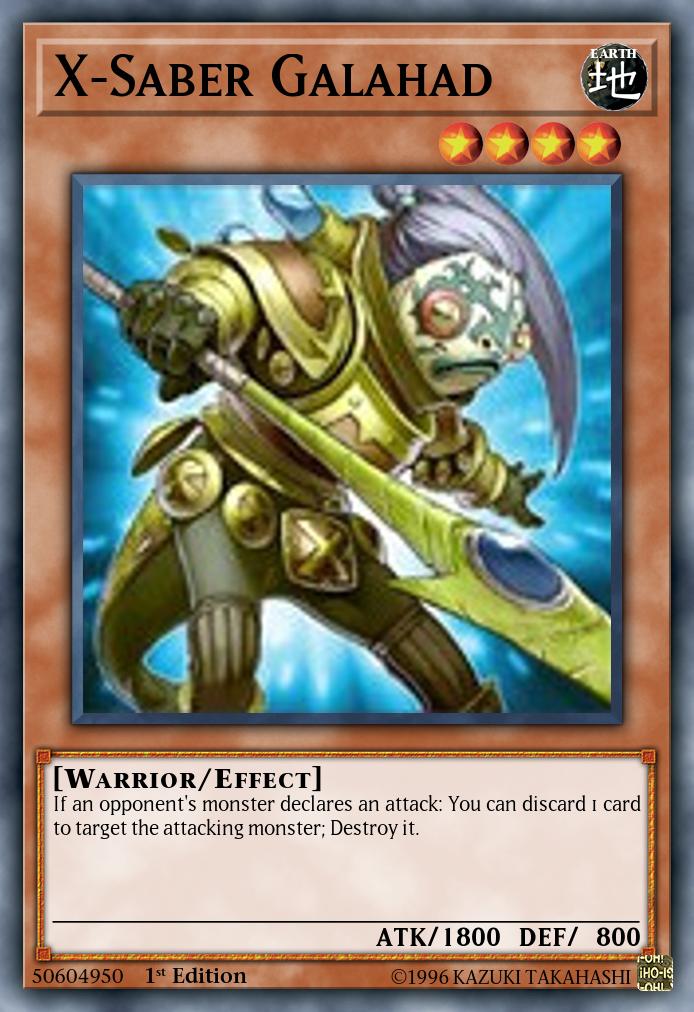 X-Saber Galahad
EARTH
地
[Warrior/Effect]
If an opponent's monster declares an attack: You can discard 1 card
to target the attacking monster; Destroy it.
ATK/1800 DEF/ 800
50604950 1st Edition ©1996 KAZUKI TAKAHASHI